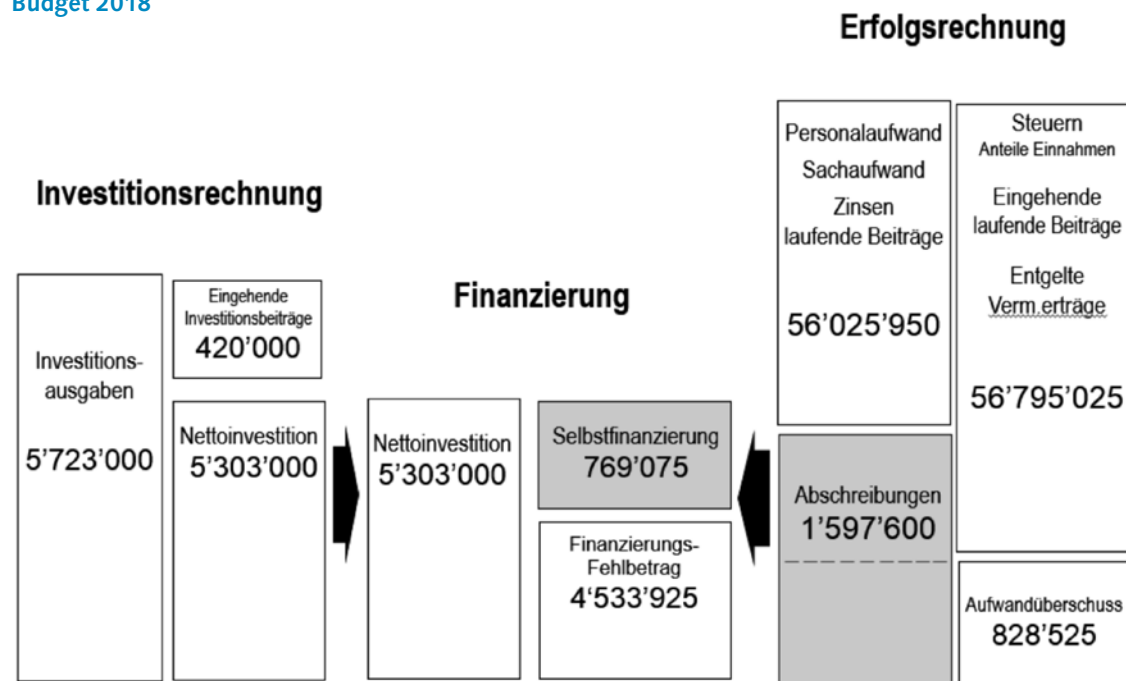 Budget 2018
Erfolgsrechnung
Investitionsrechnung
Finanzierung
Investitions-
ausgaben
5'723'000
Eingehende
Investitionsbeiträge
420'000
Nettoinvestition
5'303'000
Nettoinvestition
5'303'000
Selbstfinanzierung
769'075
Finanzierungs-
Fehlbetrag
4‘533’925
Personalaufwand
Sachaufwand
Zinsen
laufende Beiträge
56’025’950
Abschreibungen
1’597’600
Steuern
Anteile Einnahmen
Eingehende
laufende Beiträge
Entgelte
Verm.erträge
56’795’025
Aufwandüberschuss
828’525